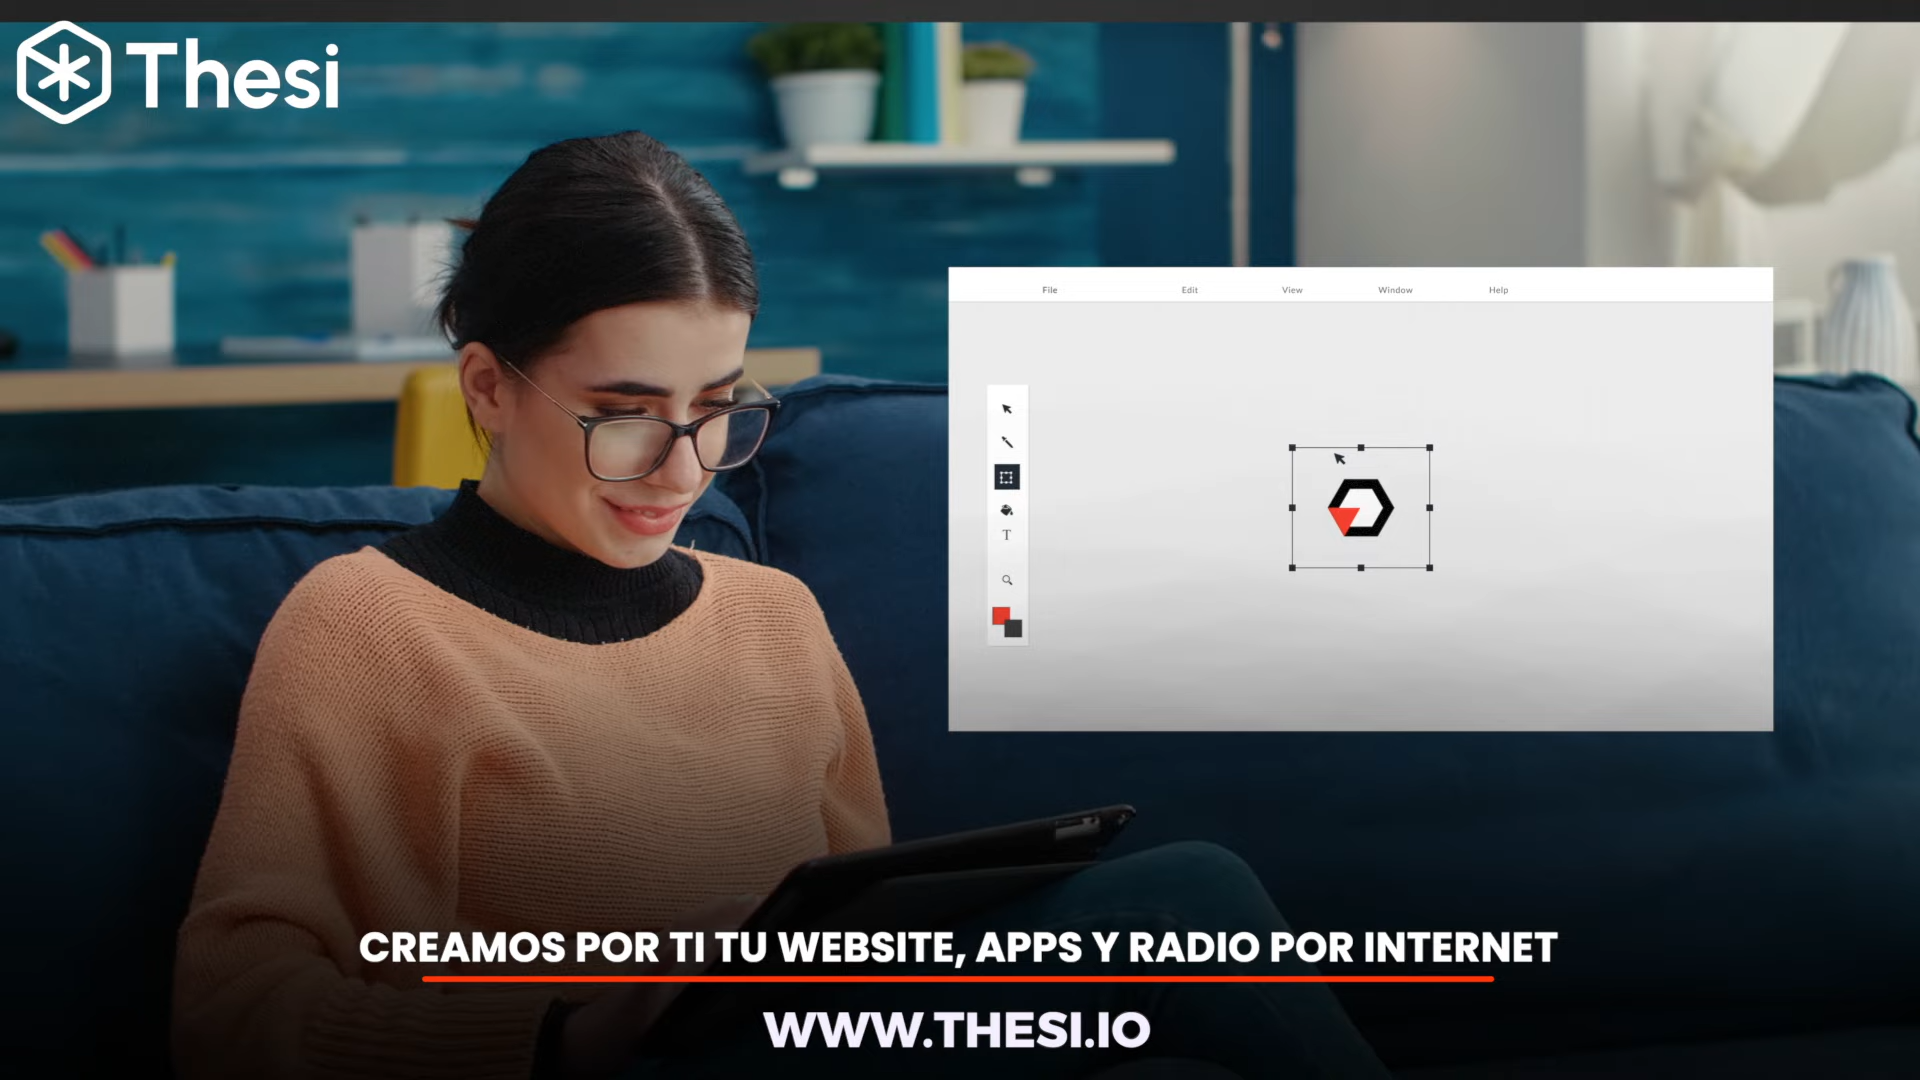 Thesi
File Edit View Window Help
T
CREAMOS POR TI TU WEBSITE, APPS Y RADIO POR INTERNET
WWW.THESI.IO